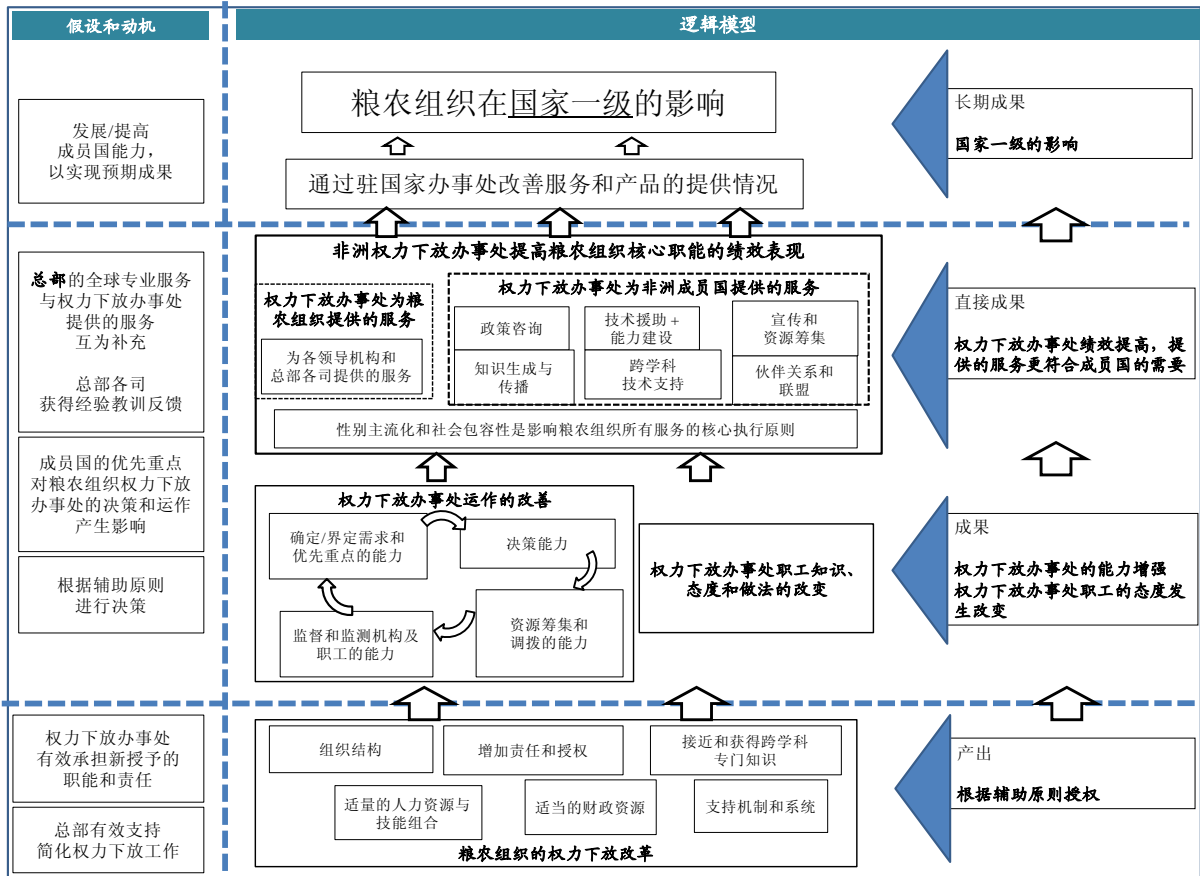 假设和动机
逻辑模型
发展/提高
成员国能力，
以实现预期成果
粮农组织在国家一级的影响
通过驻国家办事处改善服务和产品的提供情况
长期成果
国家一级的影响
总部的全球专业服务
与权力下放办事处
提供的服务
互为补充
总部各司
获得经验教训反馈
非洲权力下放办事处提高粮农组织核心职能的绩效表现
权力下放办事处为粮
农组织提供的服务
为各领导机构和
总部各司提供的服务
权力下放办事处为非洲成员国提供的服务
政策咨询
技术援助 +
能力建设
宣传和
资源筹集
知识生成与
传播
跨学科
技术支持
伙伴关系和
联盟
性别主流化和社会包容性是影响粮农组织所有服务的核心执行原则
直接成果
权力下放办事处绩效提高，提
供的服务更符合成员国的需要
成员国的优先重点
对粮农组织权力下放
办事处的决策和运作
产生影响
根据辅助原则
进行决策
权力下放办事处运作的改善
确定/界定需求和
优先重点的能力
决策能力
监督和监测机构及
职工的能力
资源筹集和
调拨的能力
权力下放办事处职工知识、
态度和做法的改变
成果
权力下放办事处的能力增强
权力下放办事处职工的态度发
生改变
权力下放办事处
有效承担新授予的
职能和责任
总部有效支持
简化权力下放工作
组织结构
增加责任和授权
接近和获得跨学科
专门知识
适量的人力资源与
技能组合
适当的财政资源
支持机制和系统
粮农组织的权力下放改革
产出
根据辅助原则授权